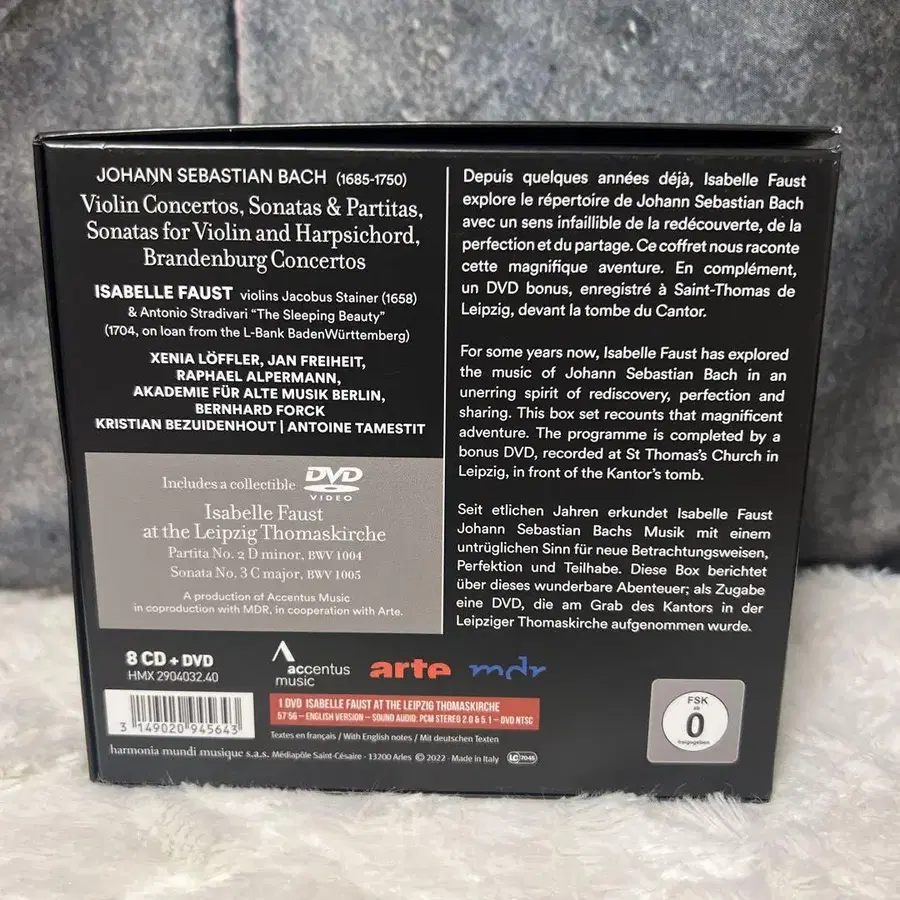 JOHANN SEBASTIAN BACH (1685-1750)
Violin Concertos, Sonatas & Partitas,
Sonatas for Violin and Harpsichord,
Brandenburg Concertos
ISABELLE FAUST violins Jacobus Stainer (1658)
& Antonio Stradivari “The Sleeping Beauty”
(1704, on loan from the L-Bank BadenWürttemberg)
XENIA LÖFFLER, JAN FREIHEIT,
RAPHAEL ALPERMANN,
AKADEMIE FÜR ALTE MUSIK BERLIN,
BERNHARD FORCK
KRISTIAN BEZUIDENHOUT | ANTOINE TAMESTIT
Includes a collectible DVD
VIDEO
Isabelle Faust
at the Leipzig Thomaskirche
Partita No. 2 D minor, BWV 1004
Sonata No. 3 C major, BWV 1005
A production of Accentus Music
in coproduction with MDR, in cooperation with Arte.
Depuis quelques années déjà, Isabelle Faust
explore le répertoire de Johann Sebastian Bach
avec un sens infaillible de la redécouverte, de la
perfection et du partage. Ce coffret nous raconte
cette magnifique aventure. En complément,
un DVD bonus, enregistré à Saint-Thomas de
Leipzig, devant la tombe du Cantor.
For some years now, Isabelle Faust has explored
the music of Johann Sebastian Bach in an
unerring spirit of rediscovery, perfection and
sharing. This box set recounts that magnificent
adventure. The programme is completed by a
bonus DVD, recorded at St Thomas’s Church in
Leipzig, in front of the Kantor’s tomb.
Seit etlichen Jahren erkundet Isabelle Faust
Johann Sebastian Bachs Musik mit einem
untrüglichen Sinn für neue Betrachtungsweisen,
Perfektion und Teilhabe. Diese Box berichtet
über dieses wunderbare Abenteuer; als Zugabe
eine DVD, die am Grab des Kantors in der
Leipziger Thomaskirche aufgenommen wurde.
8 CD + DVD
HMX 2904032.40
accentus
music
arte
mdr
3 149020 945643
1 DVD ISABELLE FAUST AT THE LEIPZIG THOMASKIRCHE
57'56 – ENGLISH VERSION – SOUND AUDIO: PCM STEREO 2.0 & 5.1 – DVD NTSC
Textes en français / With English notes / Mit deutschen Texten
harmonia mundi musique s.a.s. Médiapôle Saint-Césaire · 13200 Arles © 2022 · Made in Italy LC 7045
FSK
ab
0
freigegeben